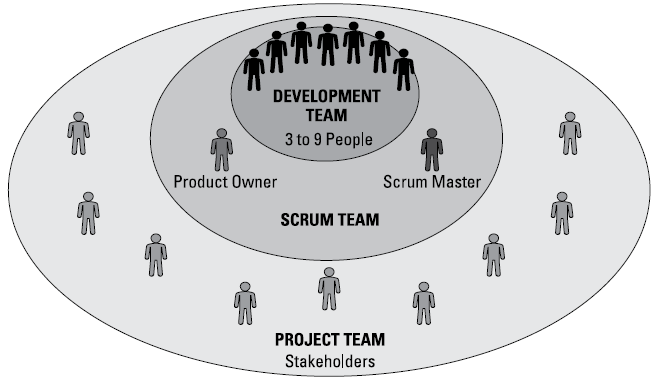 DEVELOPMENT
TEAM
3 to 9 People
Product Owner
Scrum Master
SCRUM TEAM
PROJECT TEAM
Stakeholders